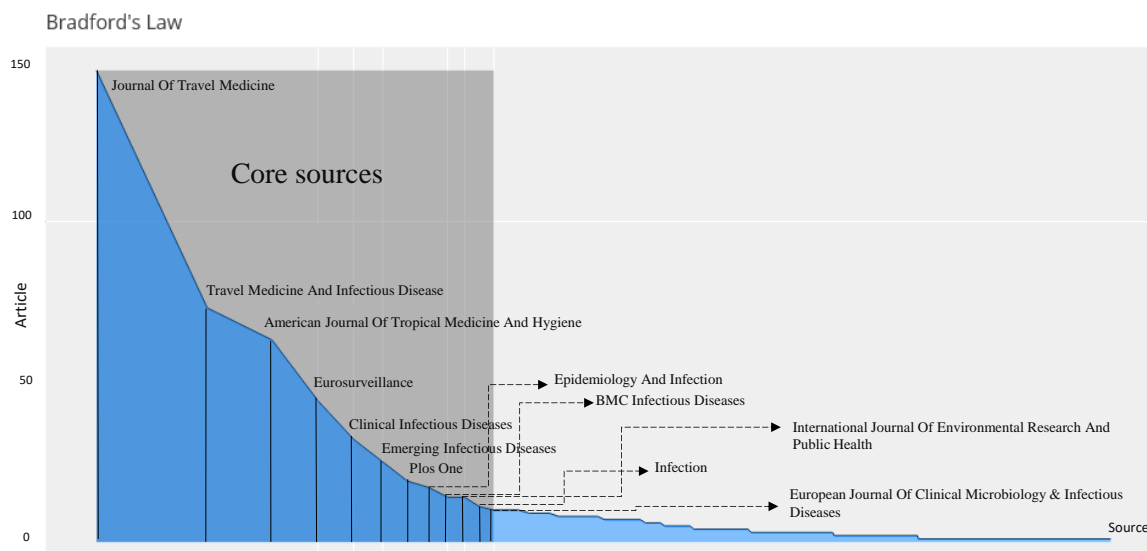 Bradford's Law
150
Journal Of Travel Medicine
Core sources
100
Travel Medicine And Infectious Disease
Article
American Journal Of Tropical Medicine And Hygiene
50
Eurosurveillance
Epidemiology And Infection
BMC Infectious Diseases
Clinical Infectious Diseases
International Journal Of Environmental Research And
Public Health
Emerging Infectious Diseases
Plos One
Infection
European Journal Of Clinical Microbiology & Infectious
Diseases
Source
0